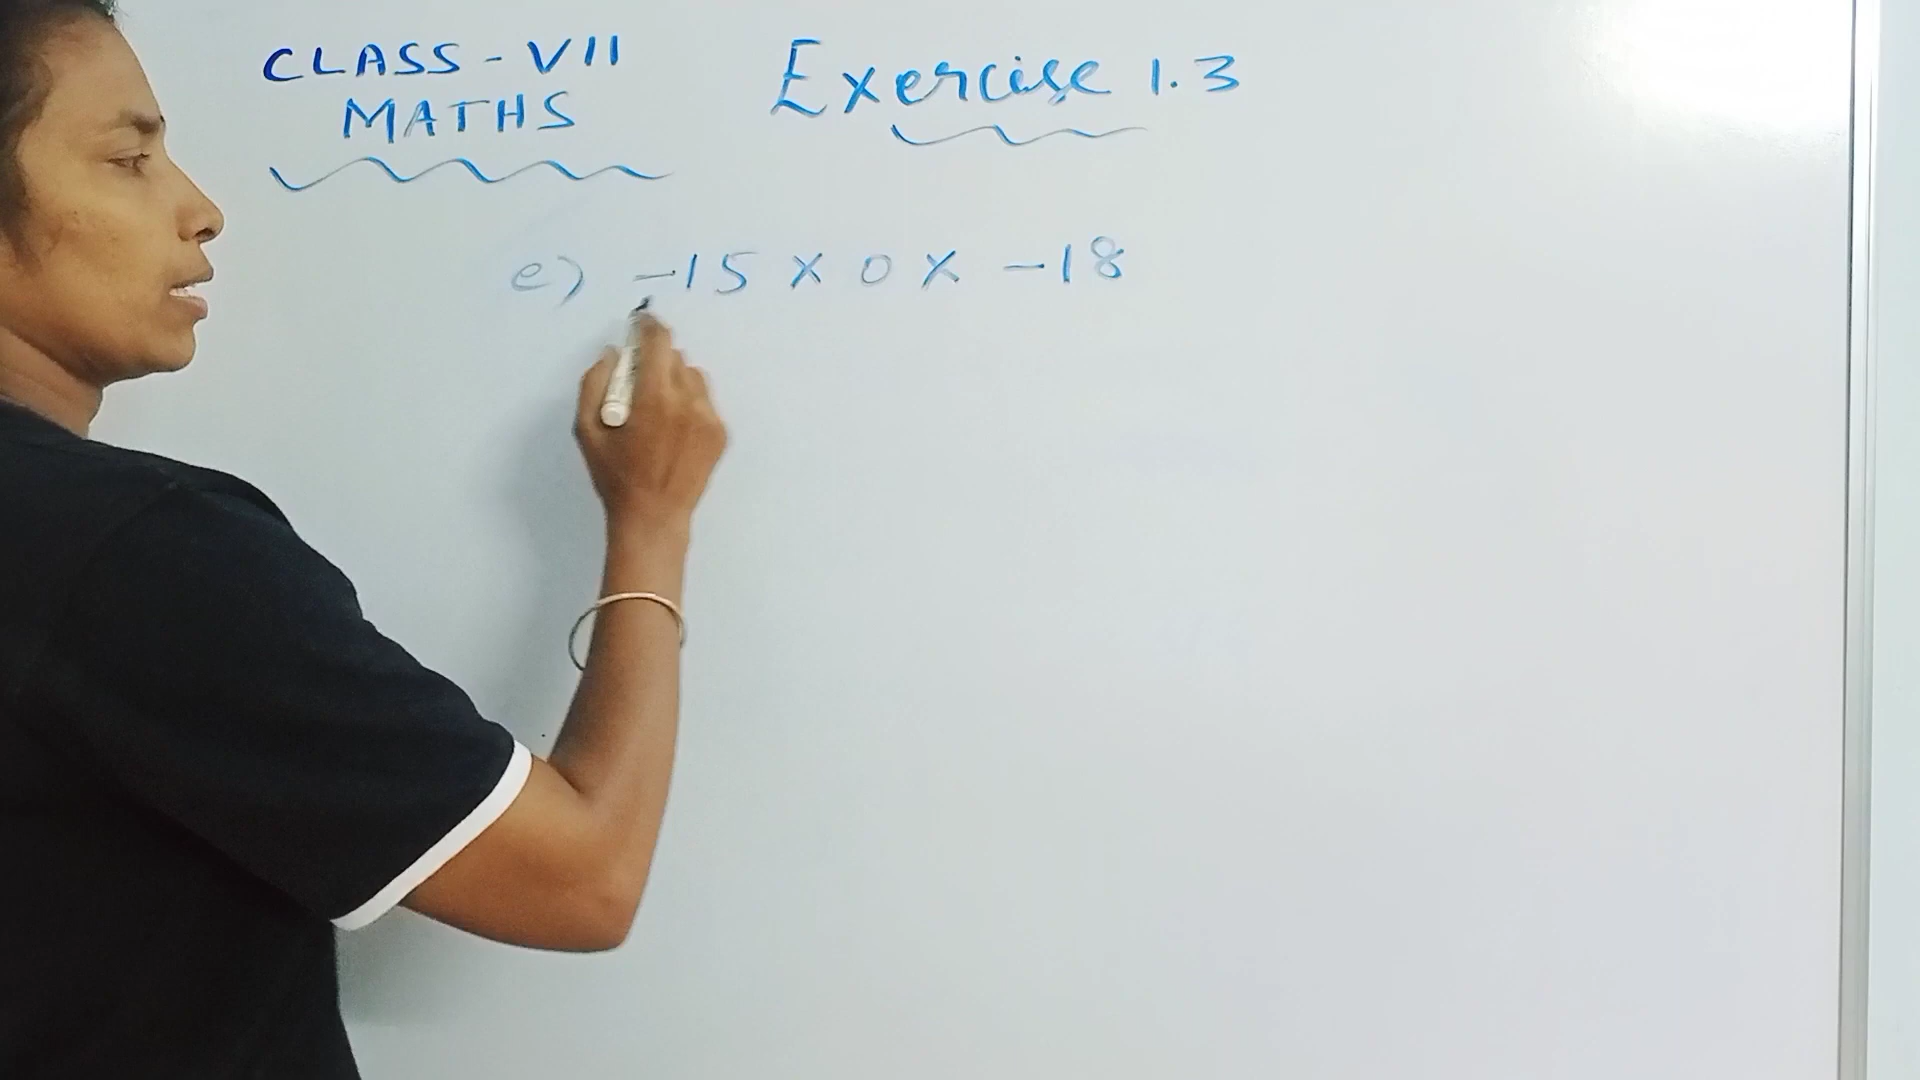 CLASS - VII
MATHS
Exercise 1.3
e) -15 × 0 × -18